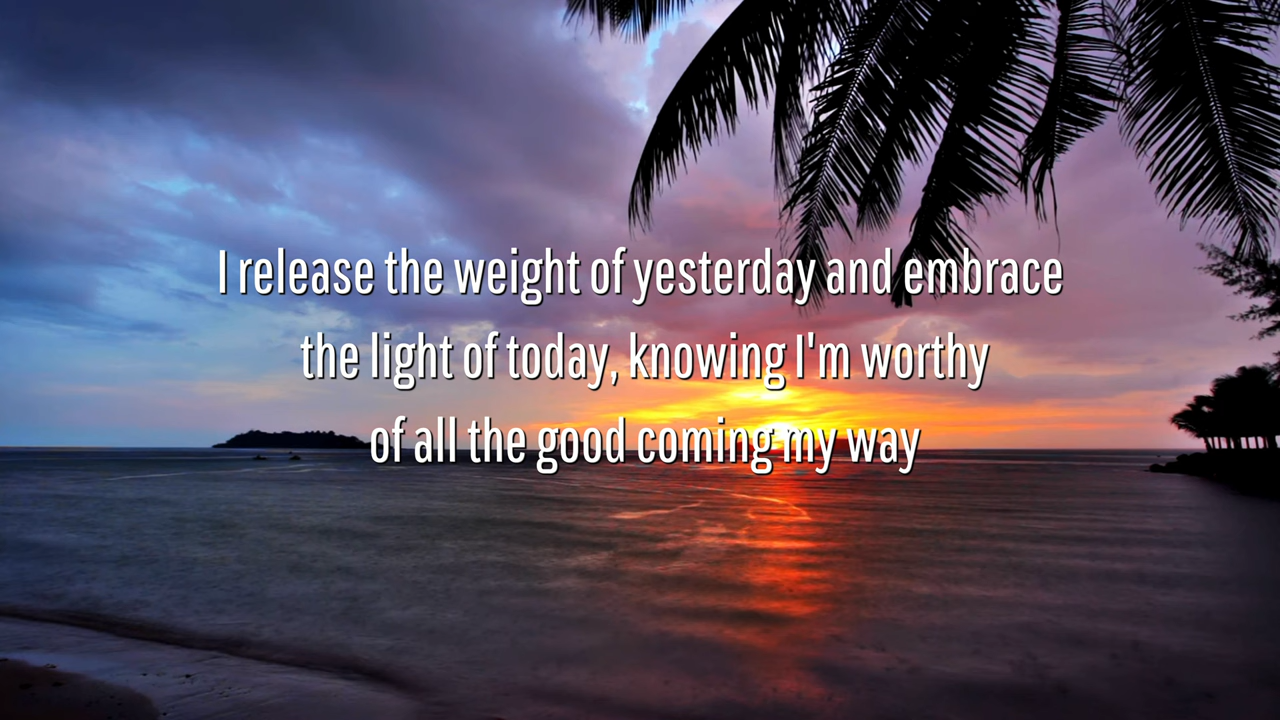 I release the weight of yesterday and embrace
the light of today, knowing I'm worthy
of all the good coming my way